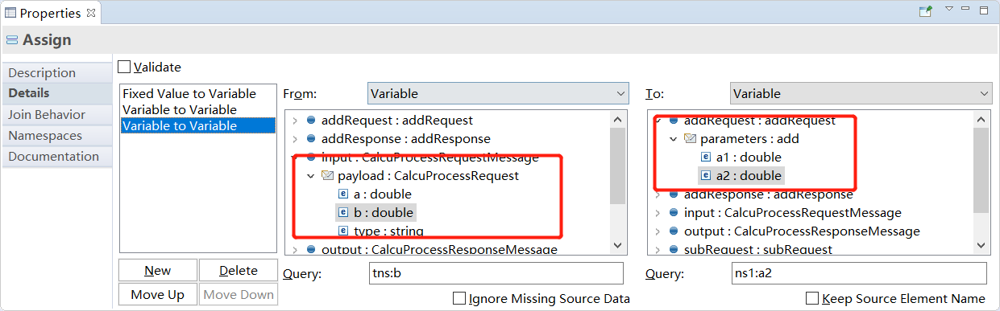 Properties
Assign
Description
Details
Join Behavior
Namespaces
Documentation
Validate
Fixed Value to Variable
Variable to Variable
Variable to Variable
New
Delete
Move Up
Move Down
From:
Variable
addRequest : addRequest
addResponse : addResponse
input : CalcuProcessRequestMessage
payload : CalcuProcessRequest
a : double
b : double
type : string
output : CalcuProcessResponseMessage
Query:
tns:b
Ignore Missing Source Data
To:
Variable
addRequest : addRequest
parameters : add
a1 : double
a2 : double
addResponse : addResponse
input : CalcuProcessRequestMessage
output : CalcuProcessResponseMessage
subRequest : subRequest
Query:
ns1:a2
Keep Source Element Name